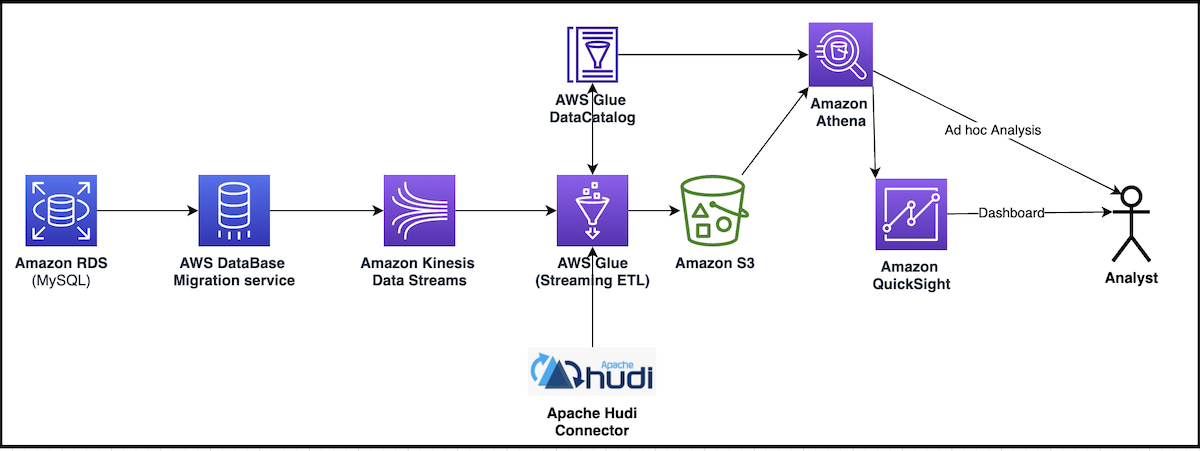 AWS Glue
DataCatalog
Amazon
Athena
Ad hoc Analysis
Amazon RDS
(MySQL)
AWS DataBase
Migration service
Amazon Kinesis
Data Streams
AWS Glue
(Streaming ETL)
Amazon S3
Amazon
QuickSight
Dashboard
Analyst
Apache
hudi
Apache Hudi
Connector